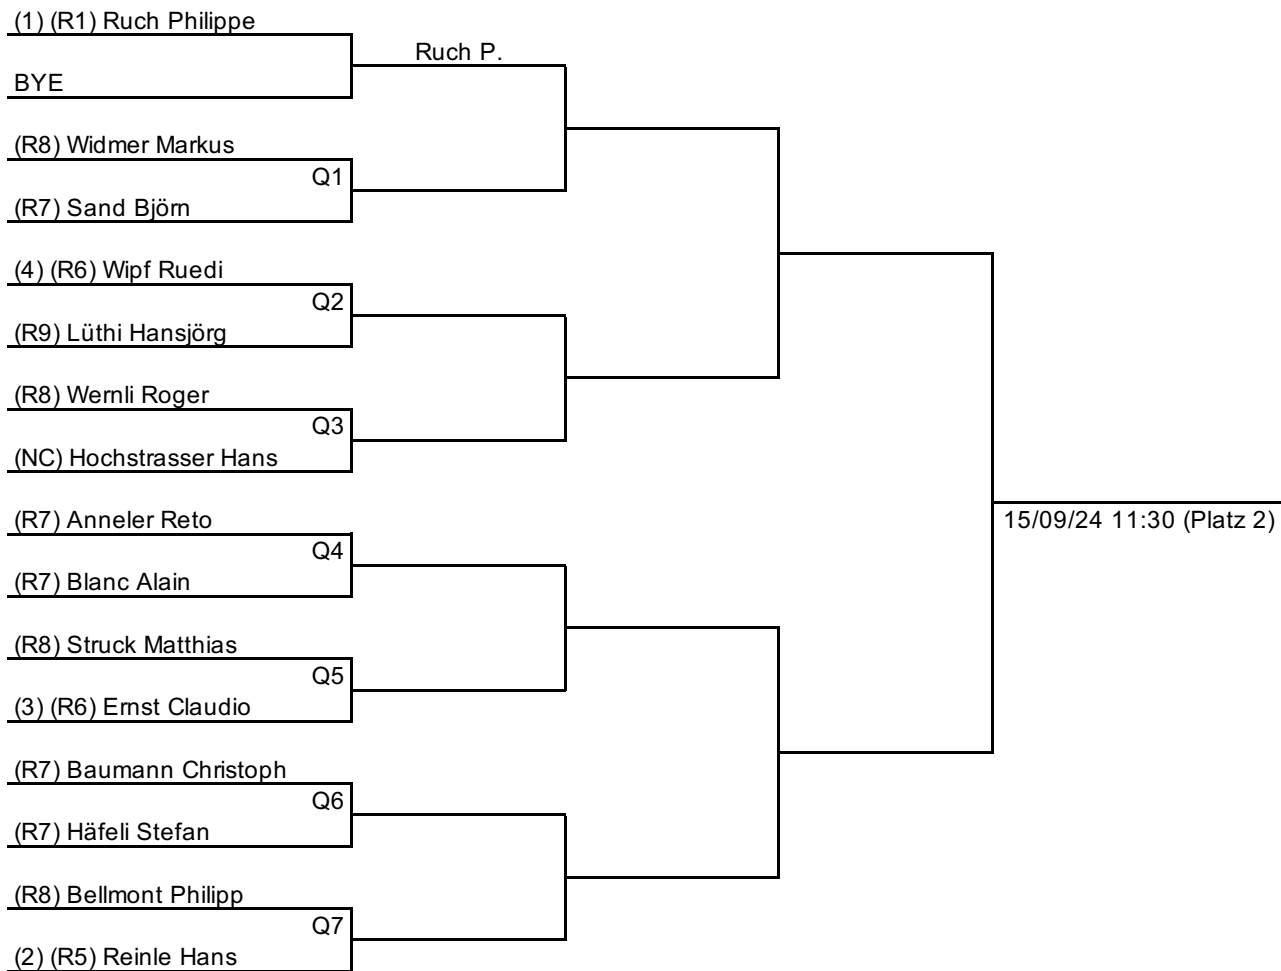 (1) (R1) Ruch Philippe
Ruch P.
BYE
(R8) Widmer Markus
Q1
(R7) Sand Björn
(4) (R6) Wipf Ruedi
Q2
(R9) Lüthi Hansjörg
(R8) Wernli Roger
Q3
(NC) Hochstrasser Hans
(R7) Anneler Reto
15/09/24 11:30 (Platz 2)
Q4
(R7) Blanc Alain
(R8) Struck Matthias
Q5
(3) (R6) Ernst Claudio
(R7) Baumann Christoph
Q6
(R7) Häfeli Stefan
(R8) Bellmont Philipp
Q7
(2) (R5) Reinle Hans